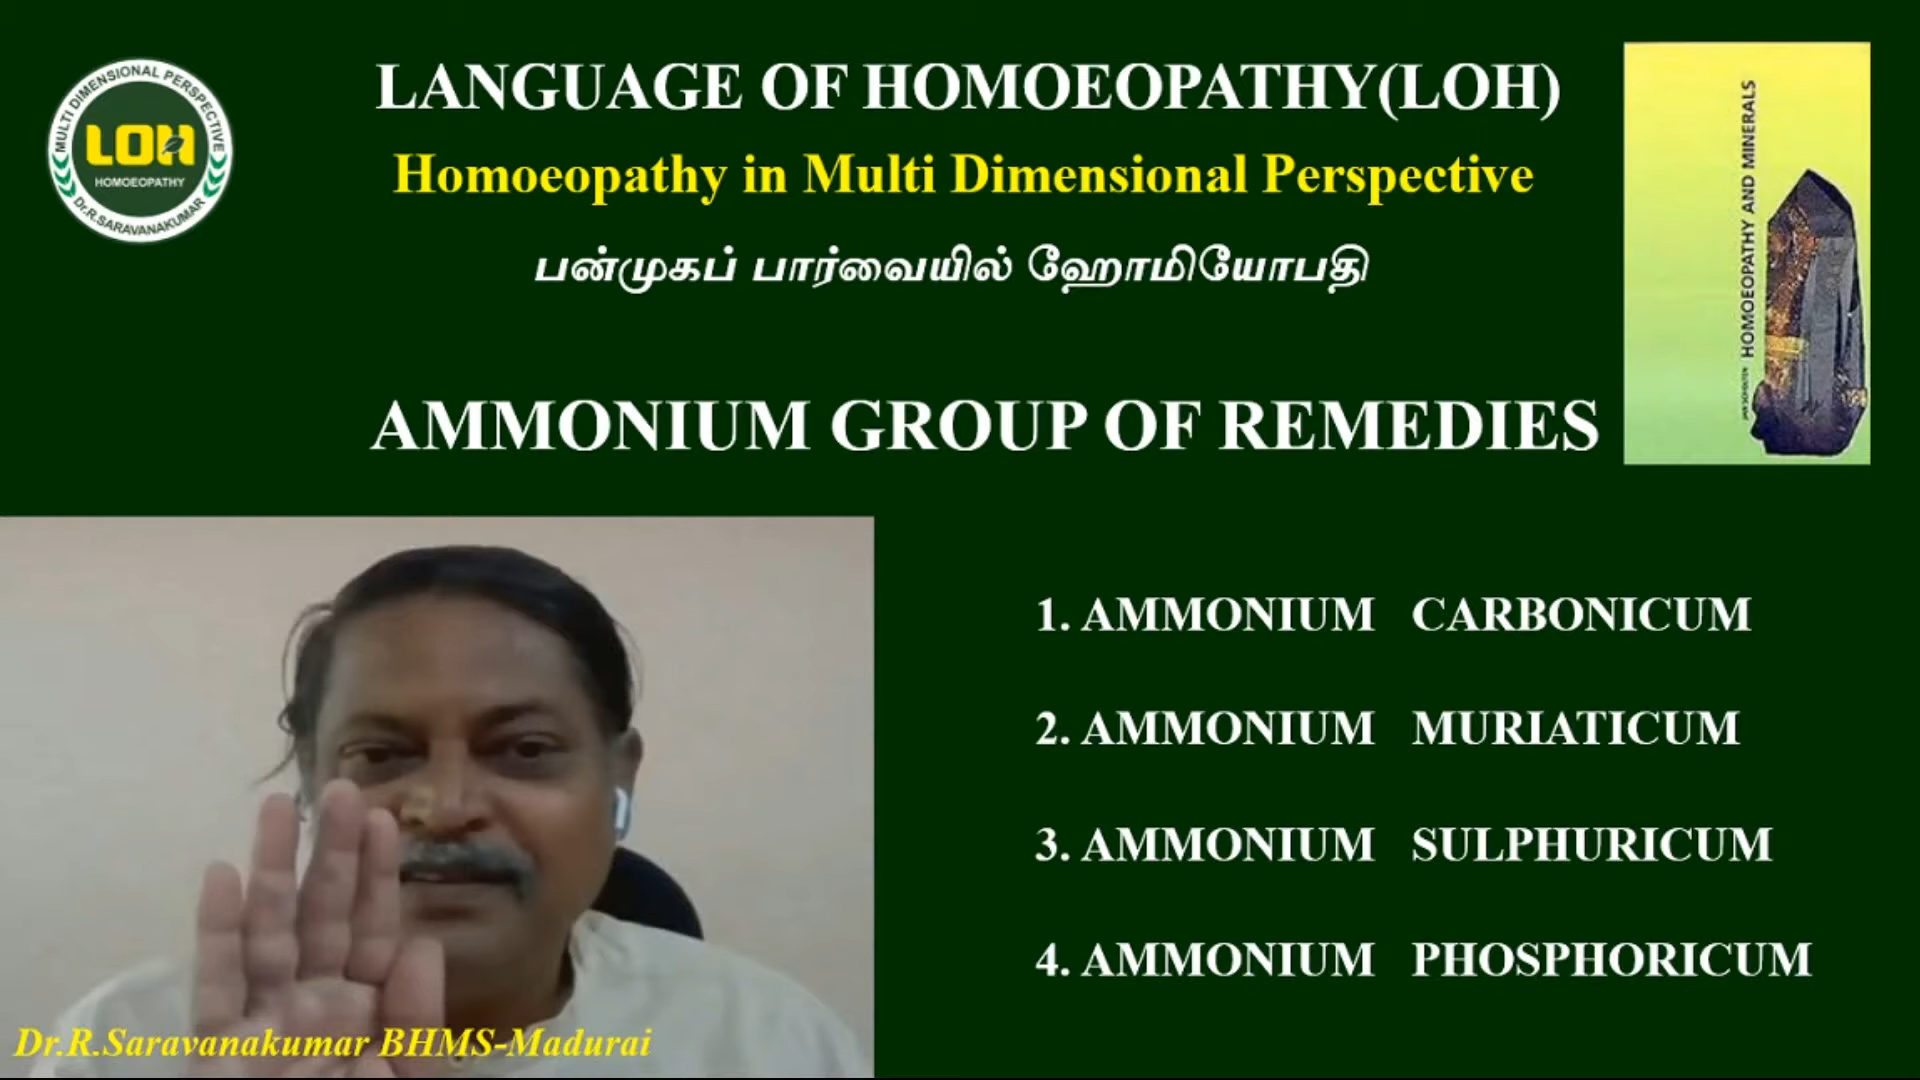 MULTI DIMENSIONAL PERSPECTIVE
LOH
HOMOEOPATHY
Dr.R.SARAVANAKUMAR
LANGUAGE OF HOMOEOPATHY(LOH)
Homoeopathy in Multi Dimensional Perspective
பன்முகப் பார்வையில் ஹோமியோபதி
HOMOEOPATHY AND MINERALS
AMMONIUM GROUP OF REMEDIES
1. AMMONIUM CARBONICUM
2. AMMONIUM MURIATICUM
3. AMMONIUM SULPHURICUM
4. AMMONIUM PHOSPHORICUM
Dr.R.Saravanakumar BHMS-Madurai